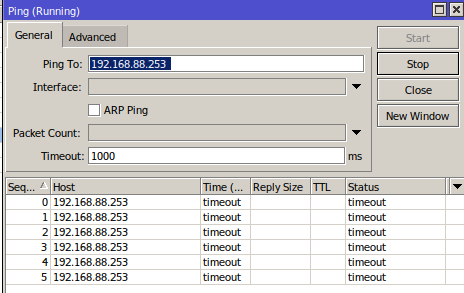 Ping (Running)
General Advanced
Start
Ping To: 192.168.88.253
Stop
Interface:
Close
ARP Ping
New Window
Packet Count:
Timeout: 1000 ms
Seq... Host Time (... Reply Size TTL Status
0 192.168.88.253 timeout timeout
1 192.168.88.253 timeout timeout
2 192.168.88.253 timeout timeout
3 192.168.88.253 timeout timeout
4 192.168.88.253 timeout timeout
5 192.168.88.253 timeout timeout